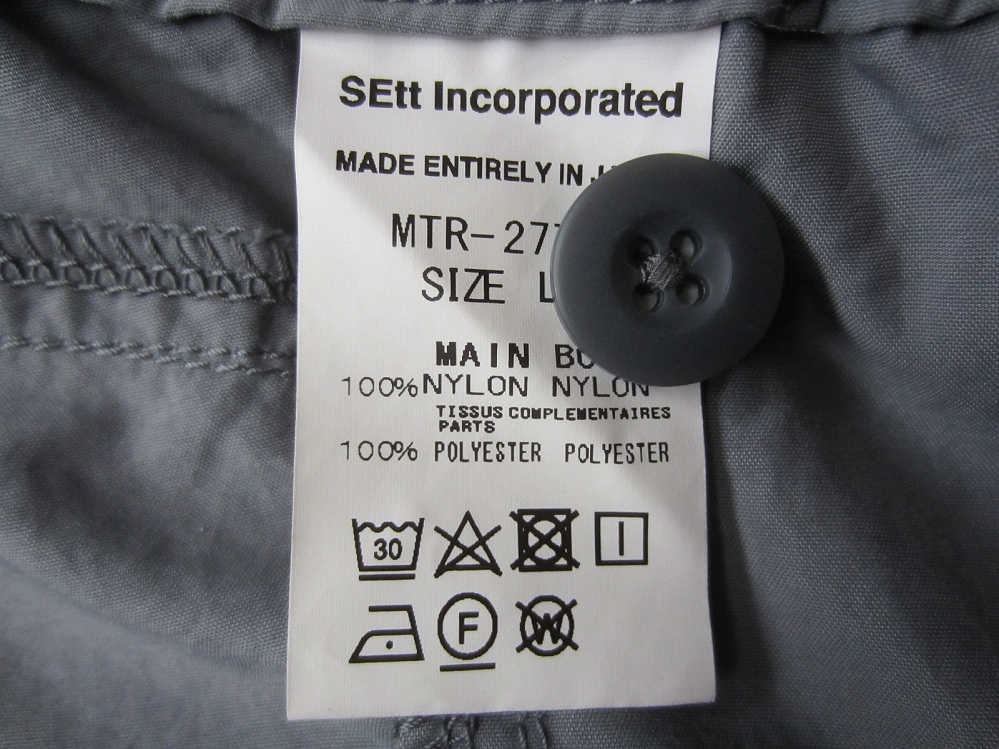 SEtt Incorporated
MADE ENTIRELY IN
MTR-27
SIZE L
MAIN
100% NYLON NYLON
TISSUS COMPLEMENTAIRES
PARTS
100% POLYESTER POLYESTER
30
F
W